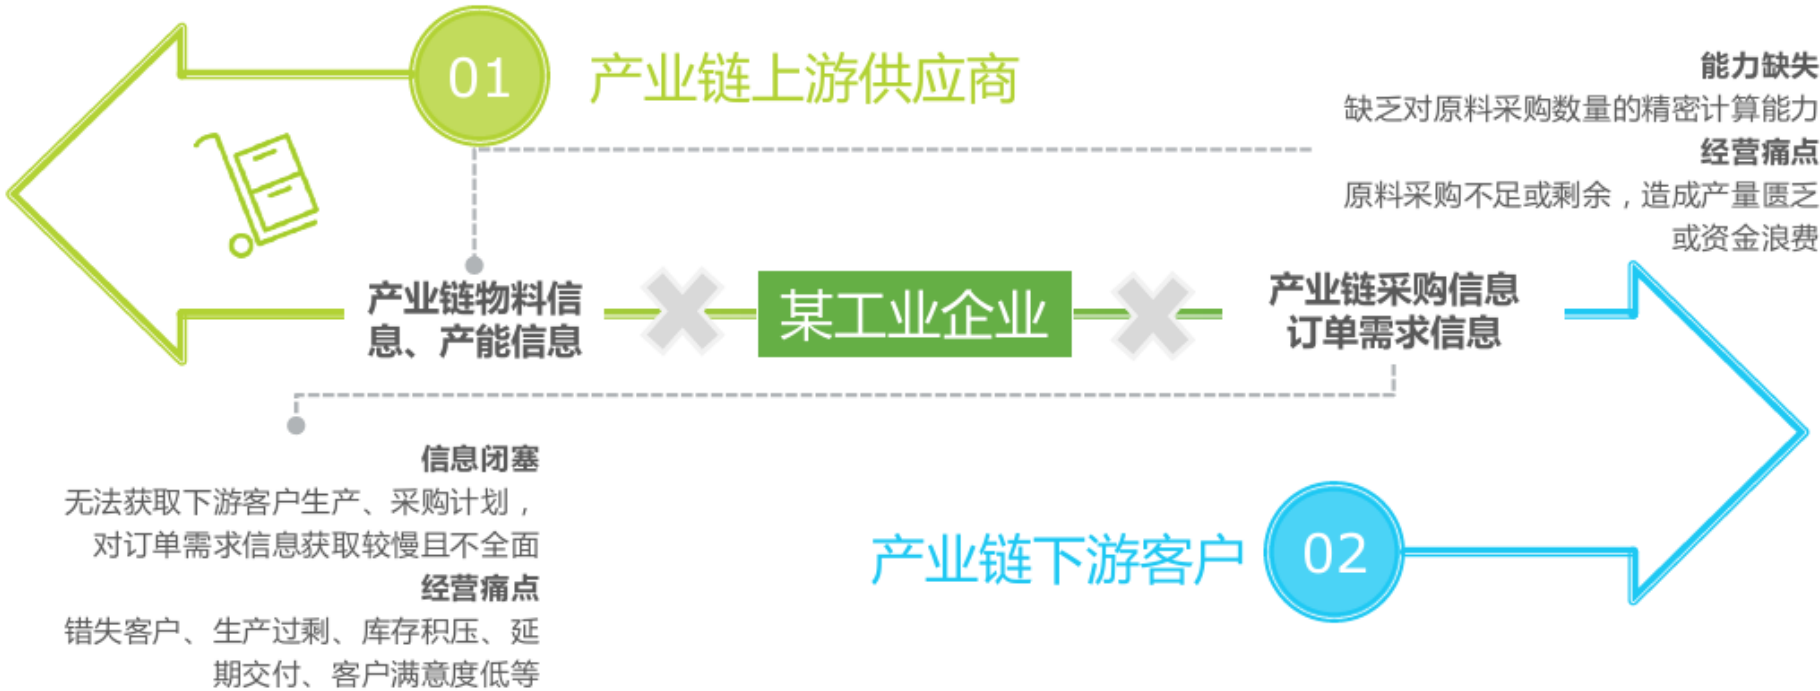 01
产业链上游供应商
能力缺失
缺乏对原料采购数量的精密计算能力
经营痛点
原料采购不足或剩余，造成产量匮乏
或资金浪费
产业链物料信
息、产能信息
某工业企业
产业链采购信息
订单需求信息
信息闭塞
无法获取下游客户生产、采购计划，
对订单需求信息获取较慢且不全面
经营痛点
错失客户、生产过剩、库存积压、延
期交付、客户满意度低等
产业链下游客户
02